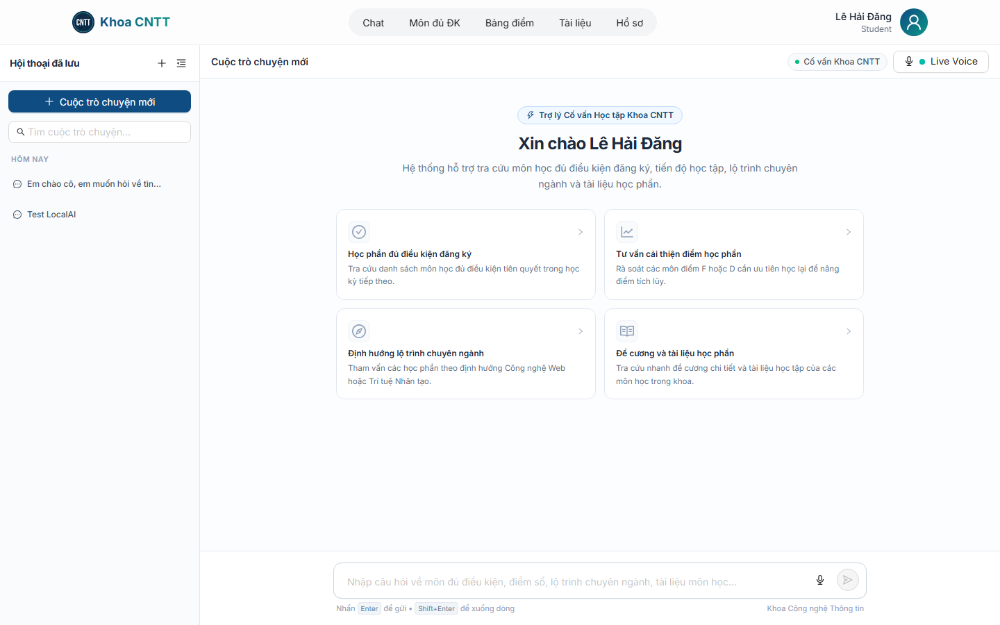 CNTT
Khoa CNTT
Chat
Môn đủ ĐK
Bảng điểm
Tài liệu
Hồ sơ
Lê Hải Đăng
Student
Hội thoại đã lưu
Cuộc trò chuyện mới
Tìm cuộc trò chuyện...
HÔM NAY
Em chào cô, em muốn hỏi về tìn...
Test LocalAI
Cuộc trò chuyện mới
Cố vấn Khoa CNTT
Live Voice
Trợ lý Cố vấn Học tập Khoa CNTT
Xin chào Lê Hải Đăng
Hệ thống hỗ trợ tra cứu môn học đủ điều kiện đăng ký, tiến độ học tập, lộ trình chuyên
ngành và tài liệu học phần.
Học phần đủ điều kiện đăng ký
Tra cứu danh sách môn học đủ điều kiện tiên quyết trong học
kỳ tiếp theo.
Tư vấn cải thiện điểm học phần
Rà soát các môn điểm F hoặc D cần ưu tiên học lại để nâng
điểm tích lũy.
Định hướng lộ trình chuyên ngành
Tham vấn các học phần theo định hướng Công nghệ Web
hoặc Trí tuệ Nhân tạo.
Đề cương và tài liệu học phần
Tra cứu nhanh đề cương chi tiết và tài liệu học tập của các
môn học trong khoa.
Nhập câu hỏi về môn đủ điều kiện, điểm số, lộ trình chuyên ngành, tài liệu môn học...
Nhấn Enter để gửi • Shift+Enter để xuống dòng
Khoa Công nghệ Thông tin